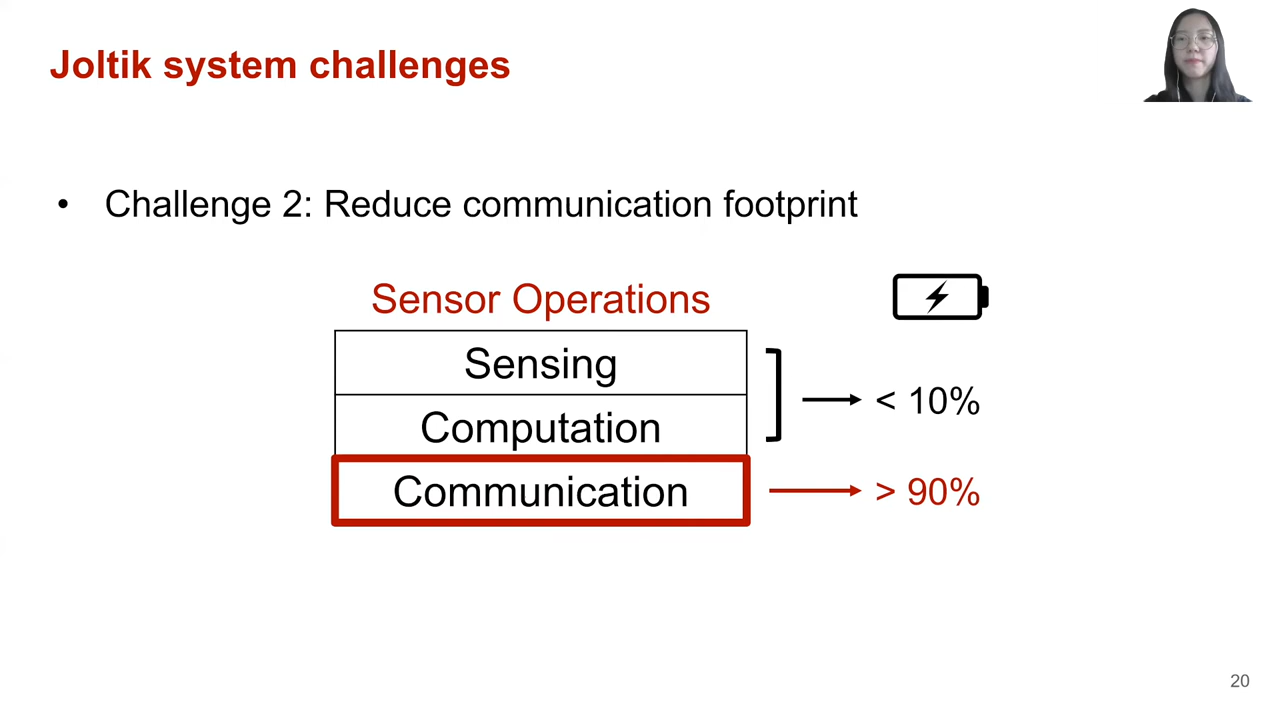 Joltik system challenges
• Challenge 2: Reduce communication footprint
Sensor Operations
Sensing
Computation
< 10%
Communication
> 90%
20